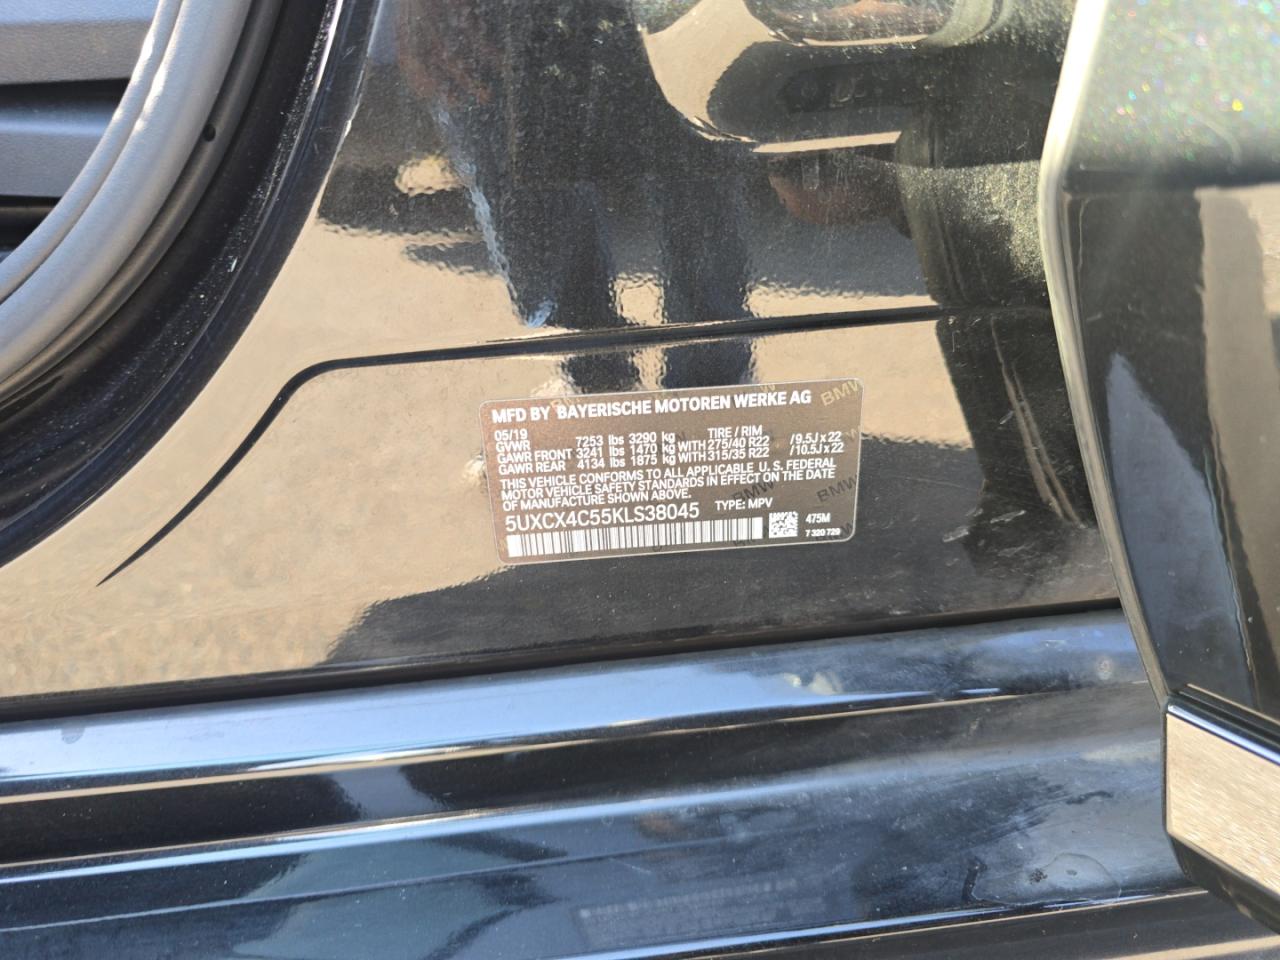 MFD BY BAYERISCHE MOTOREN WERKE AG
05/19
GVWR 7253 lbs 3290 kg TIRE / RIM
GAWR FRONT 3241 lbs 1470 kg WITH 275/40 R22 /9.5J x 22
GAWR REAR 4134 lbs 1875 kg WITH 315/35 R22 /10.5J x 22
THIS VEHICLE CONFORMS TO ALL APPLICABLE U. S. FEDERAL
MOTOR VEHICLE SAFETY STANDARDS IN EFFECT ON THE DATE
OF MANUFACTURE SHOWN ABOVE.
5UXCX4C55KLS38045 TYPE: MPV
475M
7 320 729
BMW
BMW
BMW